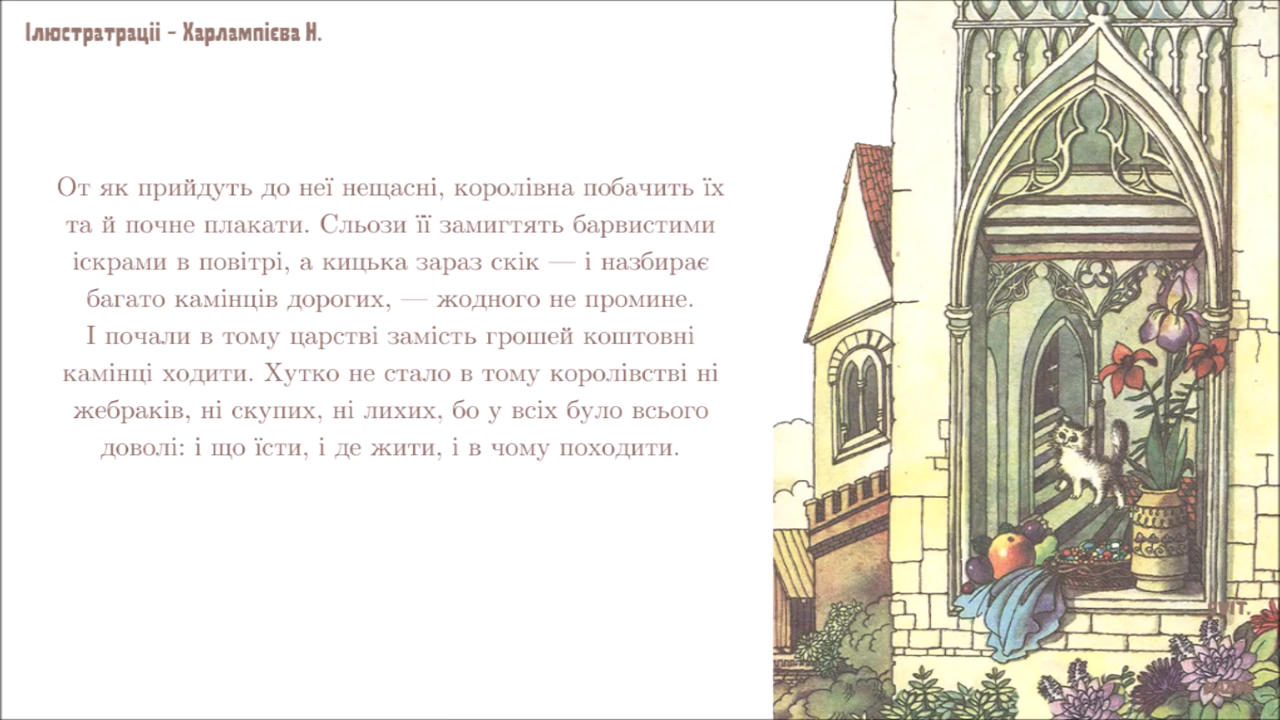 Ілюстратраціі - Харлампієва Н.
От як прийдуть до неї нещасні, королівна побачить їх
та й почне плакати. Сльози її замигтять барвистими
іскрами в повітрі, а кицька зараз скік — і назбирає
багато камінців дорогих, — жодного не промине.
І почали в тому царстві замість грошей коштовні
камінці ходити. Хутко не стало в тому королівстві ні
жебраків, ні скупих, ні лихих, бо у всіх було всього
доволі: і що їсти, і де жити, і в чому походити.